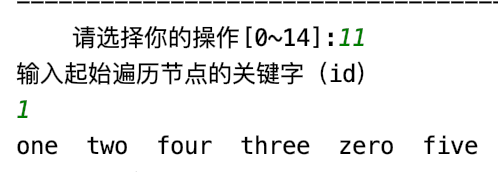 请选择你的操作[0~14]:11
输入起始遍历节点的关键字（id）
1
one two four three zero five